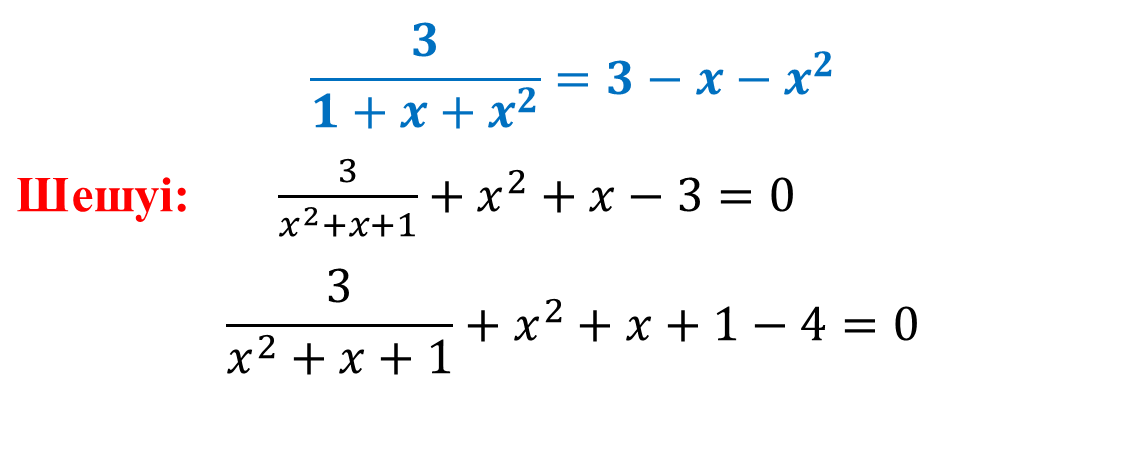 3/(1 + x + x²) = 3 − x − x²
Шешуі: 3/(x²+x+1) + x² + x − 3 = 0
3/(x² + x + 1) + x² + x + 1 − 4 = 0